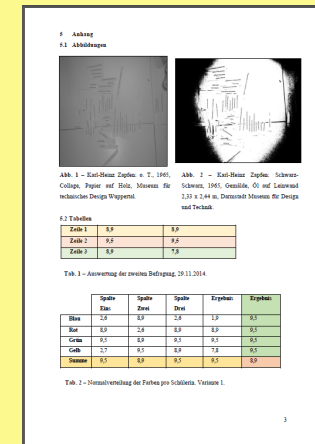 5 Anhang
5.1 Abbildungen
Abb. 1 – Karl-Heinz Zapfen: o. T., 1965,
Collage, Papier auf Holz, Museum für
technisches Design Wuppertal.
Abb. 2 – Karl-Heinz Zapfen: Schwarz-
Schwarz, 1965, Gemälde, Öl auf Leinwand
2,33 x 2,44 m, Darmstadt Museum für Design
und Technik.
5.2 Tabellen
Zeile 1 8,9 8,9
Zeile 2 9,5 9,5
Zeile 3 8,9 7,8
Tab. 1 – Auswertung der zweiten Befragung, 29.11.2014.
Spalte Eins Spalte Zwei Spalte Drei Ergebnis Ergebnis
Blau 2,6 8,9 2,6 1,9 9,5
Rot 8,9 2,6 8,9 8,9 9,5
Grün 9,5 8,9 9,5 9,5 9,5
Gelb 2,7 9,5 8,9 7,8 9,5
Summe 9,5 8,9 9,5 9,5 8,9
Tab. 2 – Normalverteilung der Farben pro Schülerin. Variante 1.
3